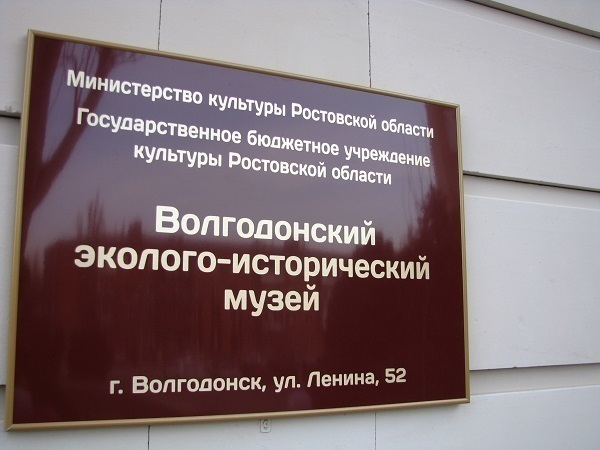 Министерство культуры Ростовской области
Государственное бюджетное учреждение
культуры Ростовской области
Волгодонский
эколого-исторический
музей
г. Волгодонск, ул. Ленина, 52